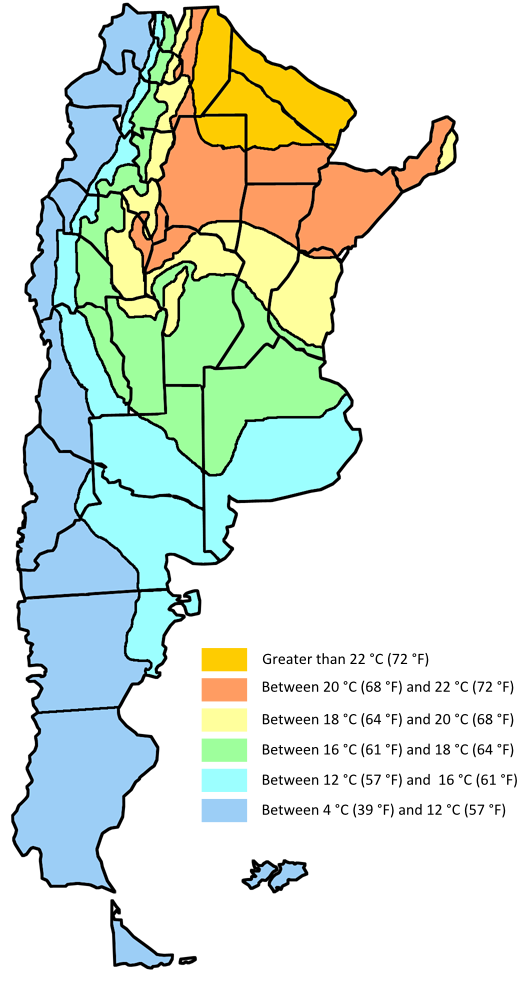 Greater than 22 °C (72 °F)
Between 20 °C (68 °F) and 22 °C (72 °F)
Between 18 °C (64 °F) and 20 °C (68 °F)
Between 16 °C (61 °F) and 18 °C (64 °F)
Between 12 °C (57 °F) and 16 °C (61 °F)
Between 4 °C (39 °F) and 12 °C (57 °F)